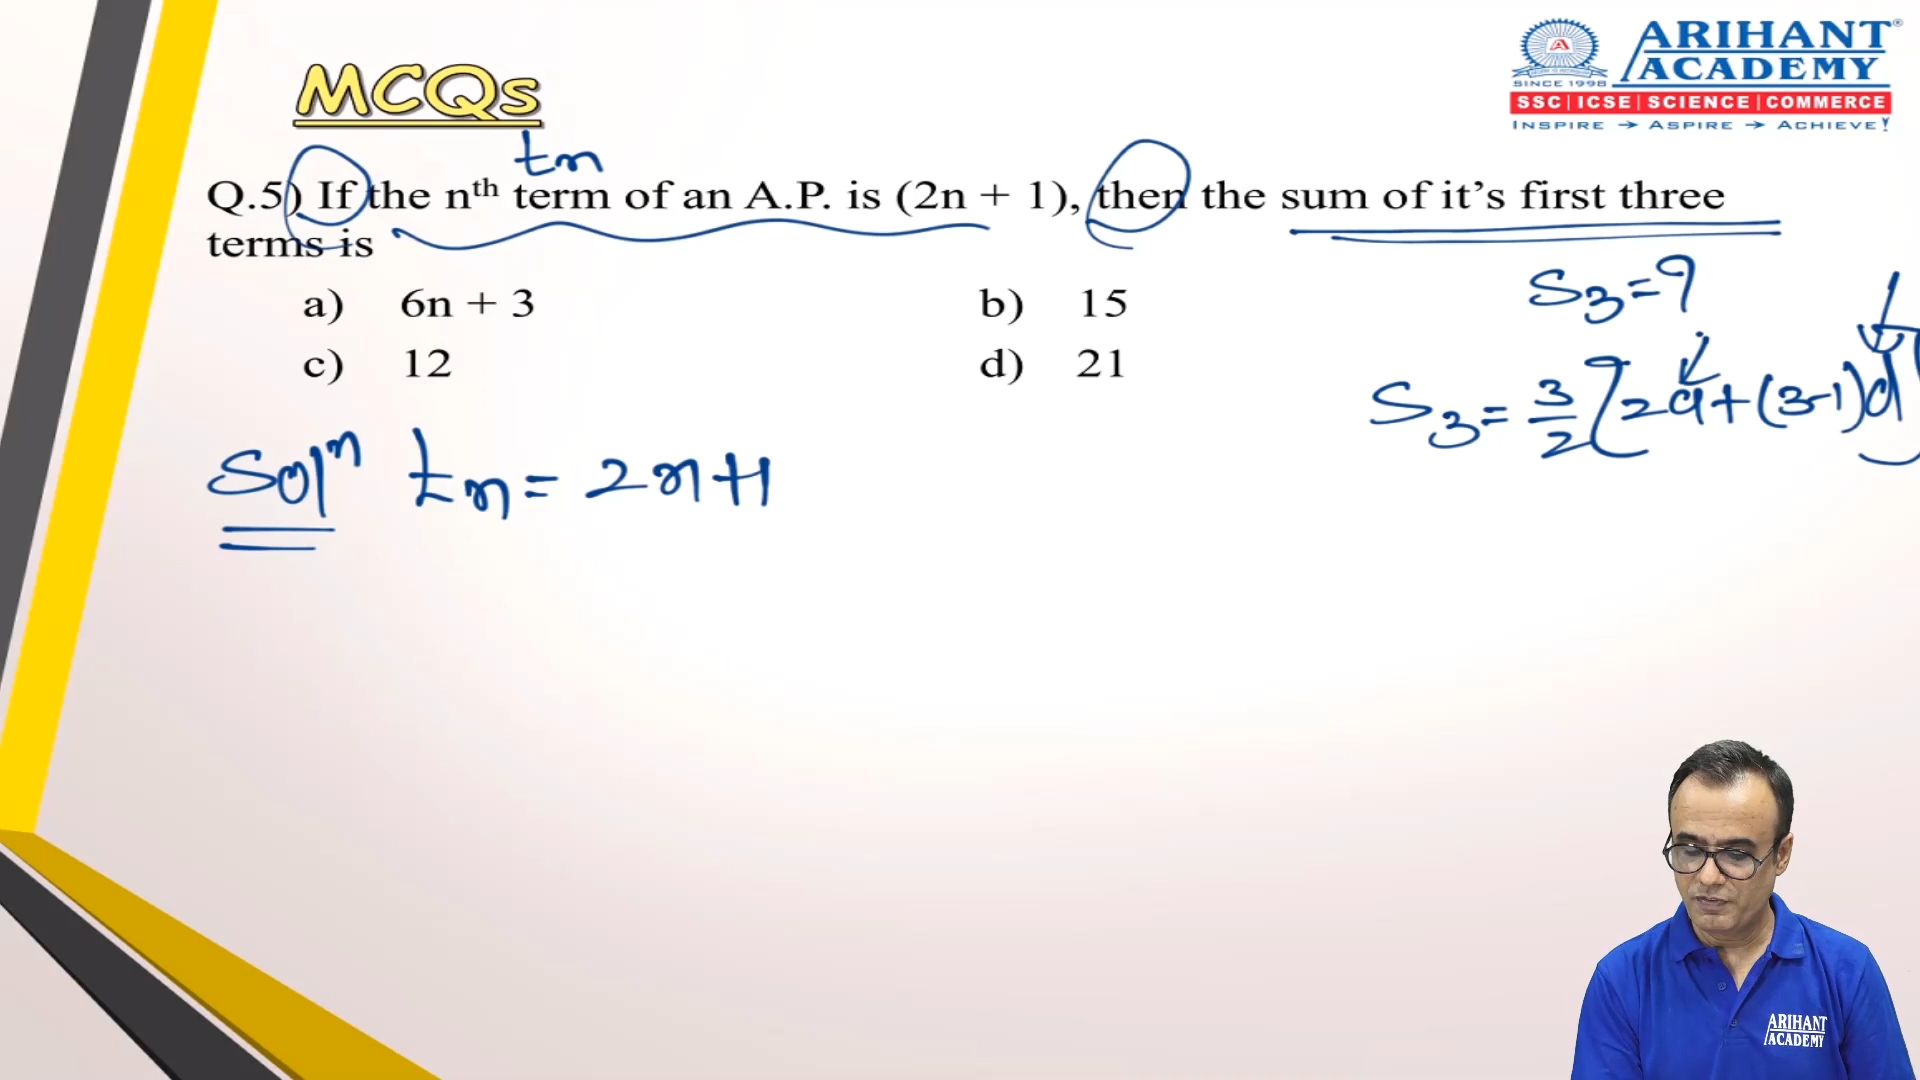 MCQs
ARIHANT
ACADEMY
SINCE 1998
SSC | ICSE | SCIENCE | COMMERCE
INSPIRE → ASPIRE → ACHIEVE!
tn
Q.5) If the nth term of an A.P. is (2n + 1), then the sum of it's first three
terms is
a) 6n + 3
b) 15
c) 12
d) 21
S3=?
S3= 3/2 [2a+(3-1)d]
Soln tn = 2n+1
ARIHANT
ACADEMY